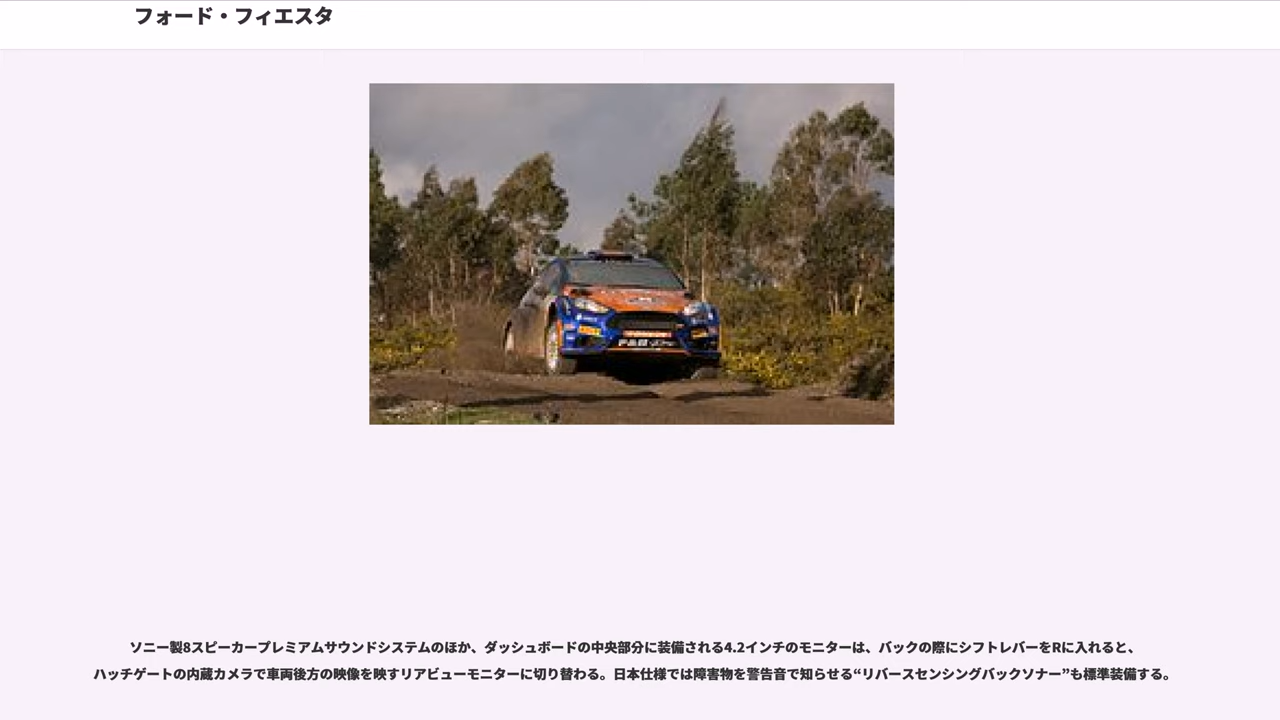 フォード・フィエスタ
ソニー製8スピーカープレミアムサウンドシステムのほか、ダッシュボードの中央部分に装備される4.2インチのモニターは、バックの際にシフトレバーをRに入れると、
ハッチゲートの内蔵カメラで車両後方の映像を映すリアビューモニターに切り替わる。日本仕様では障害物を警告音で知らせる“リバースセンシングバックソナー”も標準装備する。